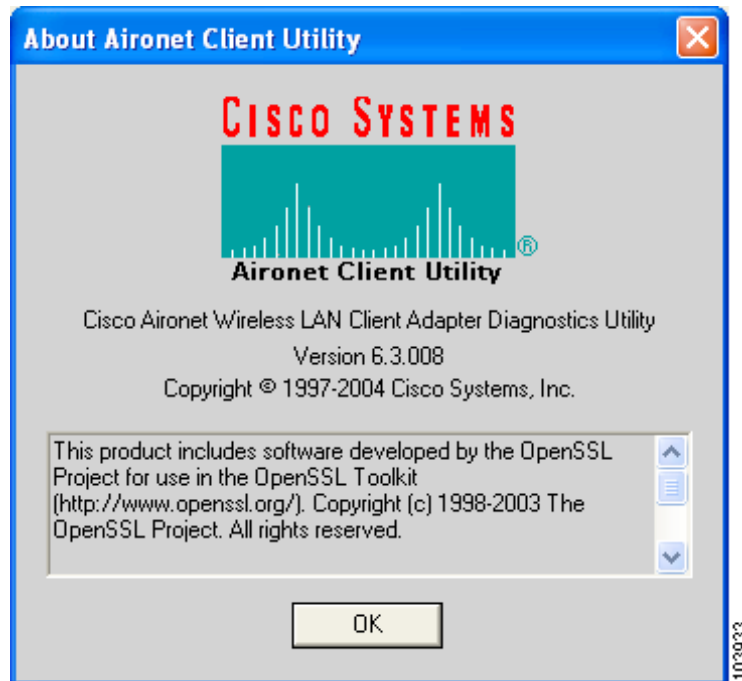 About Aironet Client Utility
CISCO SYSTEMS
®
Aironet Client Utility
Cisco Aironet Wireless LAN Client Adapter Diagnostics Utility
Version 6.3.008
Copyright © 1997-2004 Cisco Systems, Inc.
This product includes software developed by the OpenSSL
Project for use in the OpenSSL Toolkit
(http://www.openssl.org/). Copyright (c) 1998-2003 The
OpenSSL Project. All rights reserved.
OK
103933